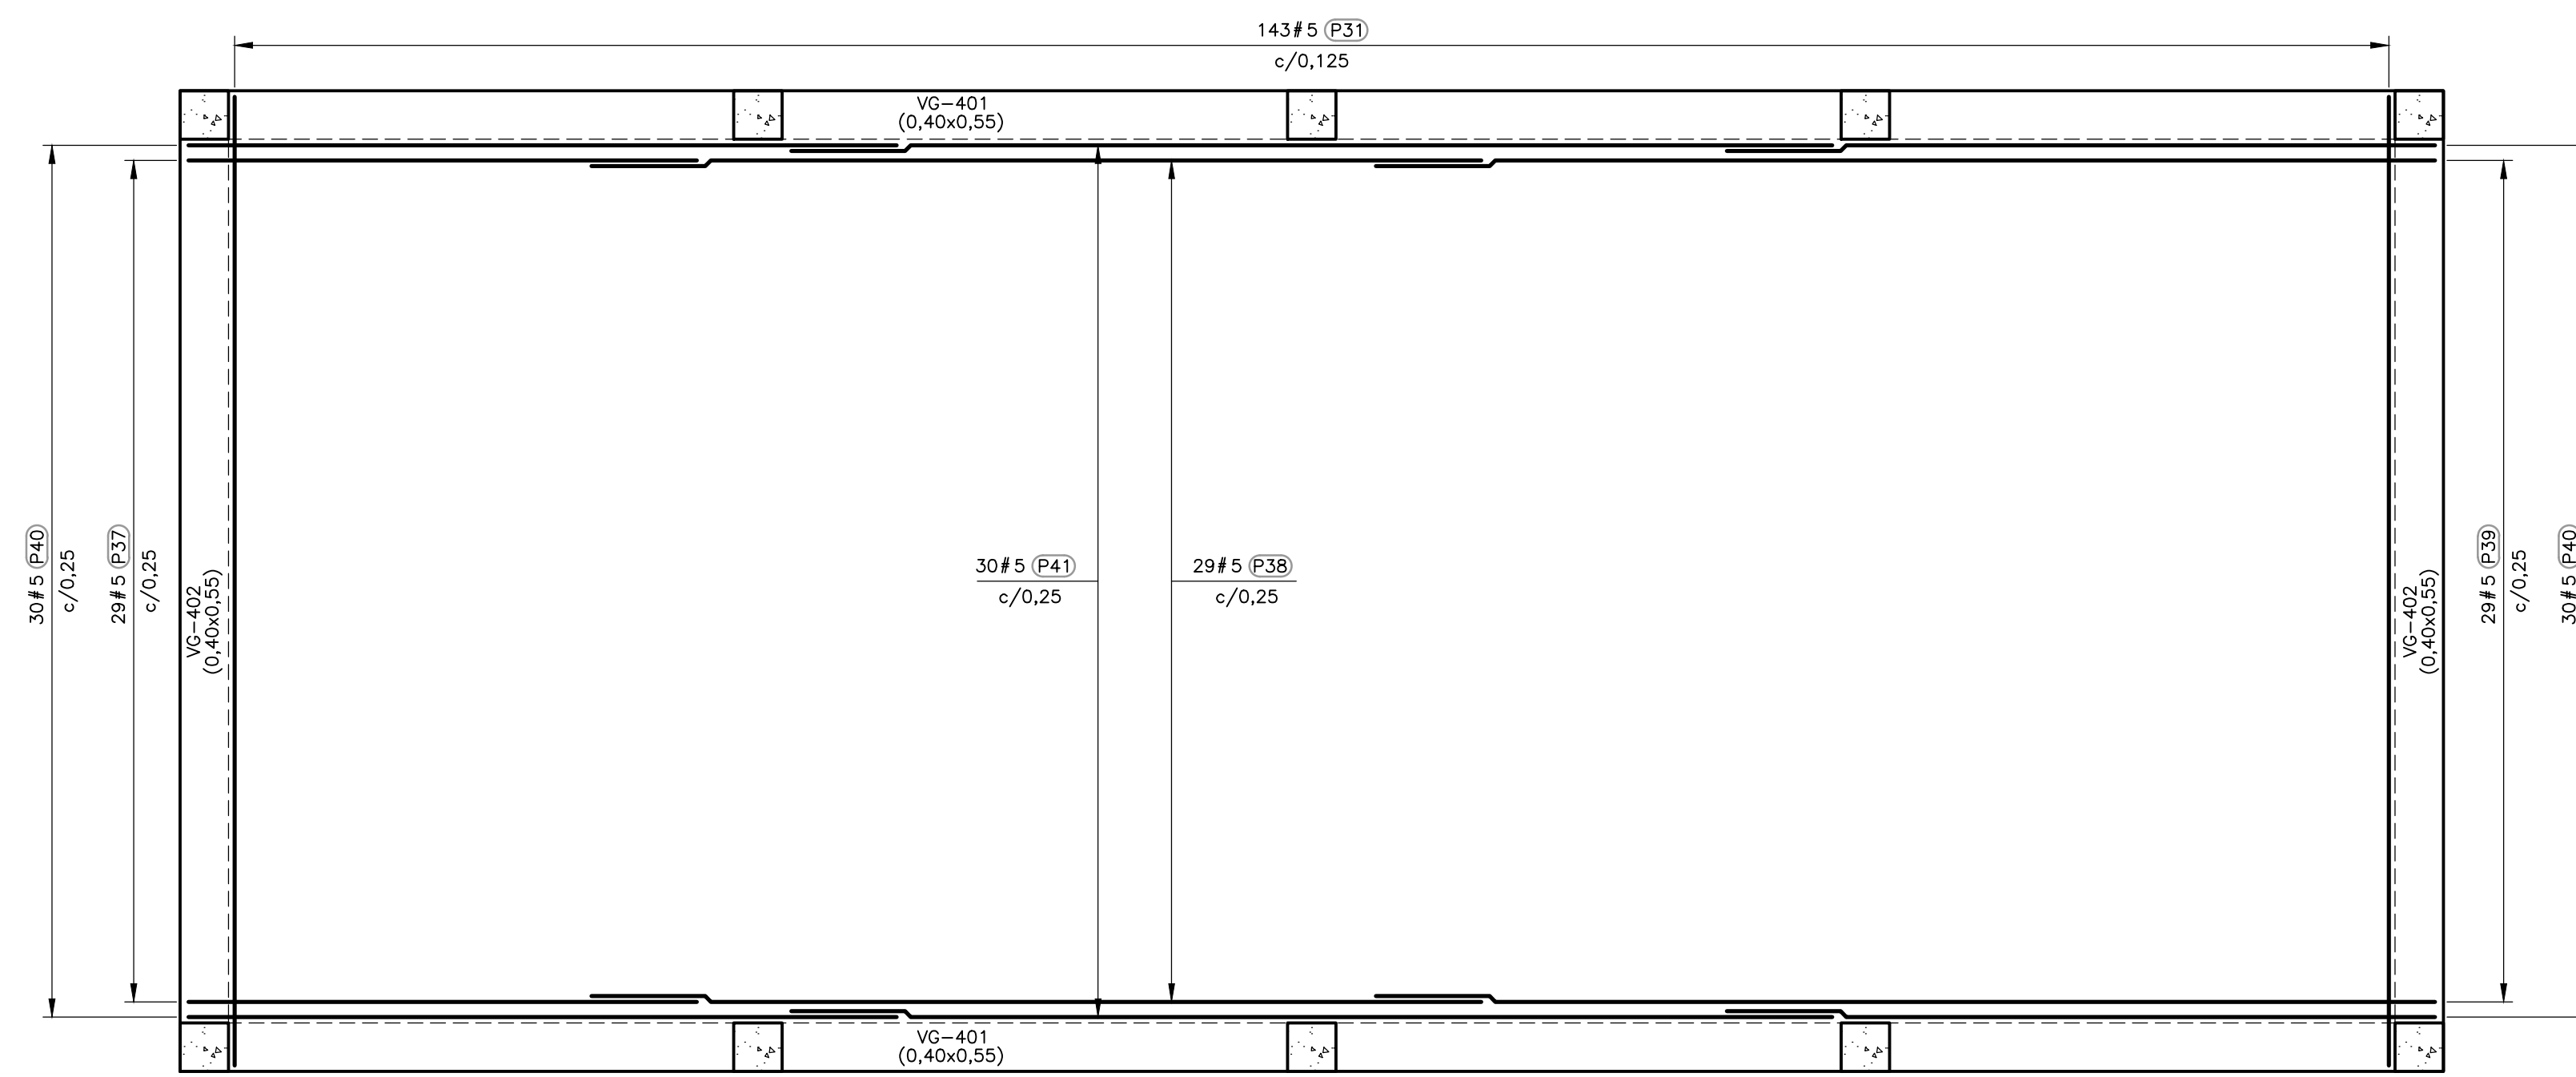 143#5 P31
c/0,125
VG-401
(0,40x0,55)
30#5 P40
c/0,25
29#5 P37
c/0,25
VG-402
(0,40x0,55)
30#5 P41
c/0,25
29#5 P38
c/0,25
VG-402
(0,40x0,55)
29#5 P39
c/0,25
30#5 P40
VG-401
(0,40x0,55)